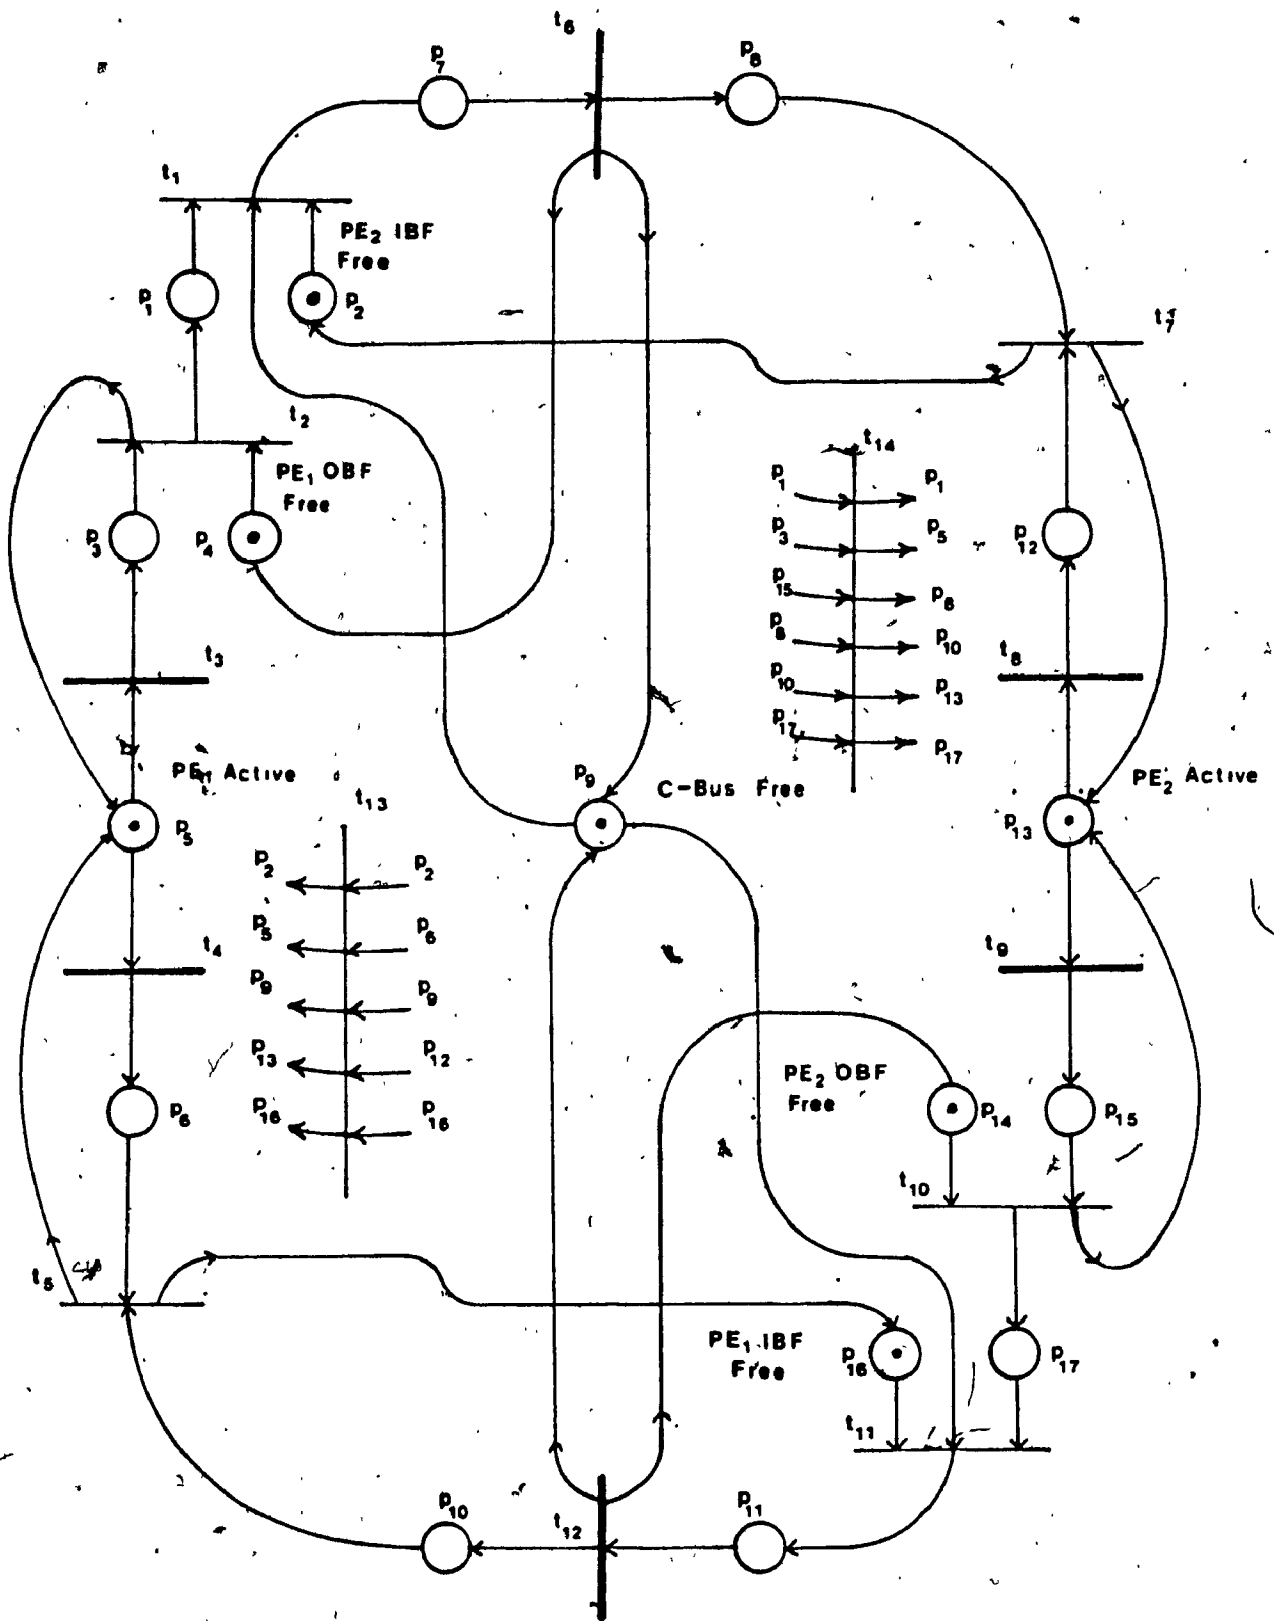 t6
p7
p8
t1
PE2 IBF
Free
p1
p2
t7
t2
PE1 OBF
Free
p3
p4
t14
p1 p1
p3 p5
p15 p8
p8 p10
p10 p13
p17 p17
p12
t3
t8
PE1 Active
p9
C-Bus Free
PE2 Active
p5
p13
t13
p2 p2
p5 p6
p9 p9
p13 p12
p16 p16
t4
t9
p6
PE2 OBF
Free
p14
p15
t10
t5
PE1 IBF
Free
p16
p17
t11
p10
t12
p11